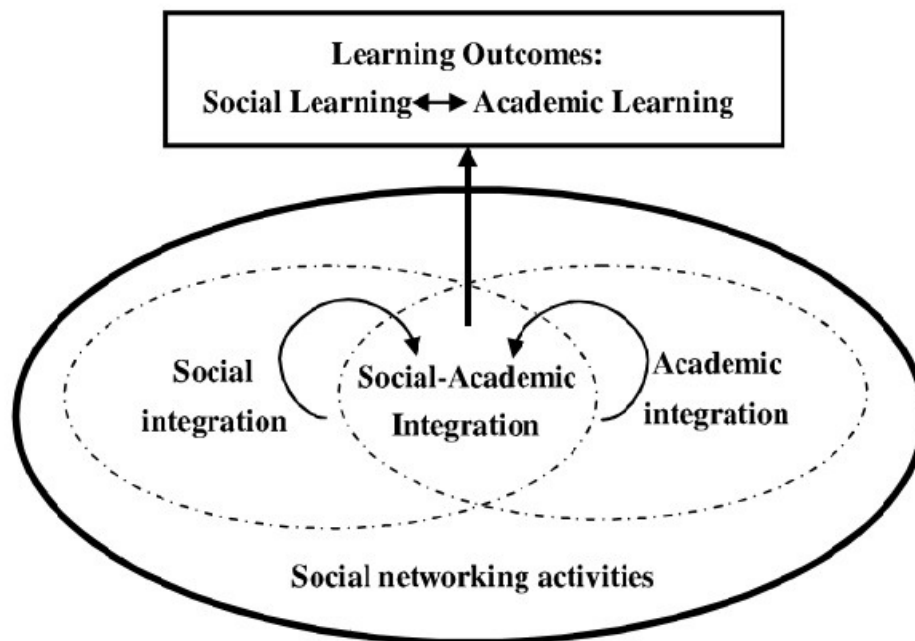 Learning Outcomes:
Social Learning Academic Learning
Social
integration
Social-Academic
Integration
Academic
integration
Social networking activities